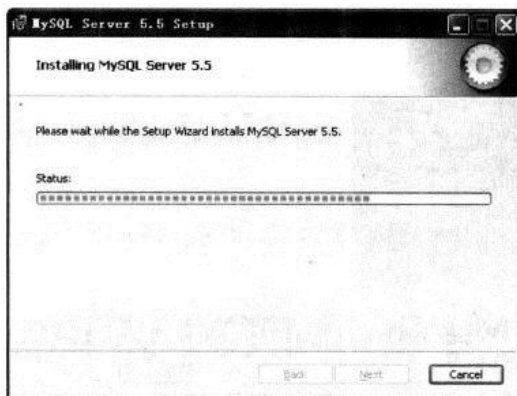 MySQL Server 5.5 Setup
Installing MySQL Server 5.5
Please wait while the Setup Wizard installs MySQL Server 5.5.
Status:
Back
Next
Cancel